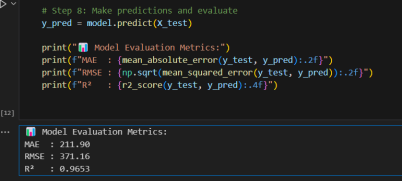 # Step 8: Make predictions and evaluate
y_pred = model.predict(X_test)
print("📊 Model Evaluation Metrics:")
print(f"MAE  : {mean_absolute_error(y_test, y_pred):.2f}")
print(f"RMSE : {np.sqrt(mean_squared_error(y_test, y_pred)):.2f}")
print(f"R²   : {r2_score(y_test, y_pred):.4f}")
[12]
... 📊 Model Evaluation Metrics:
MAE  : 211.90
RMSE : 371.16
R²   : 0.9653